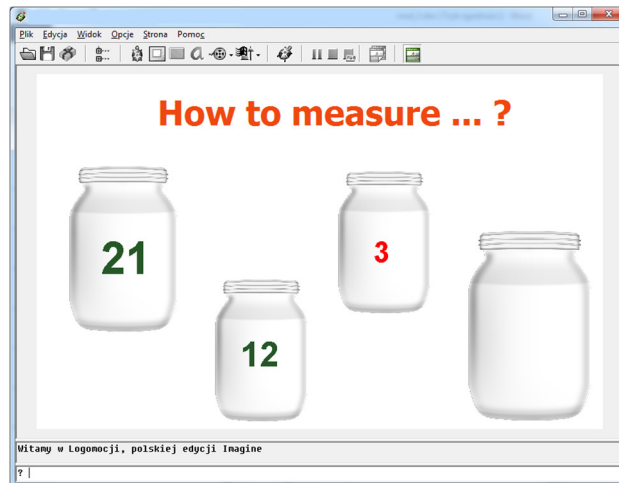 Plik Edycja Widok Opcje Strona Pomoc
How to measure ... ?
21
3
12
Witamy w Logomocji, polskiej edycji Imagine
?